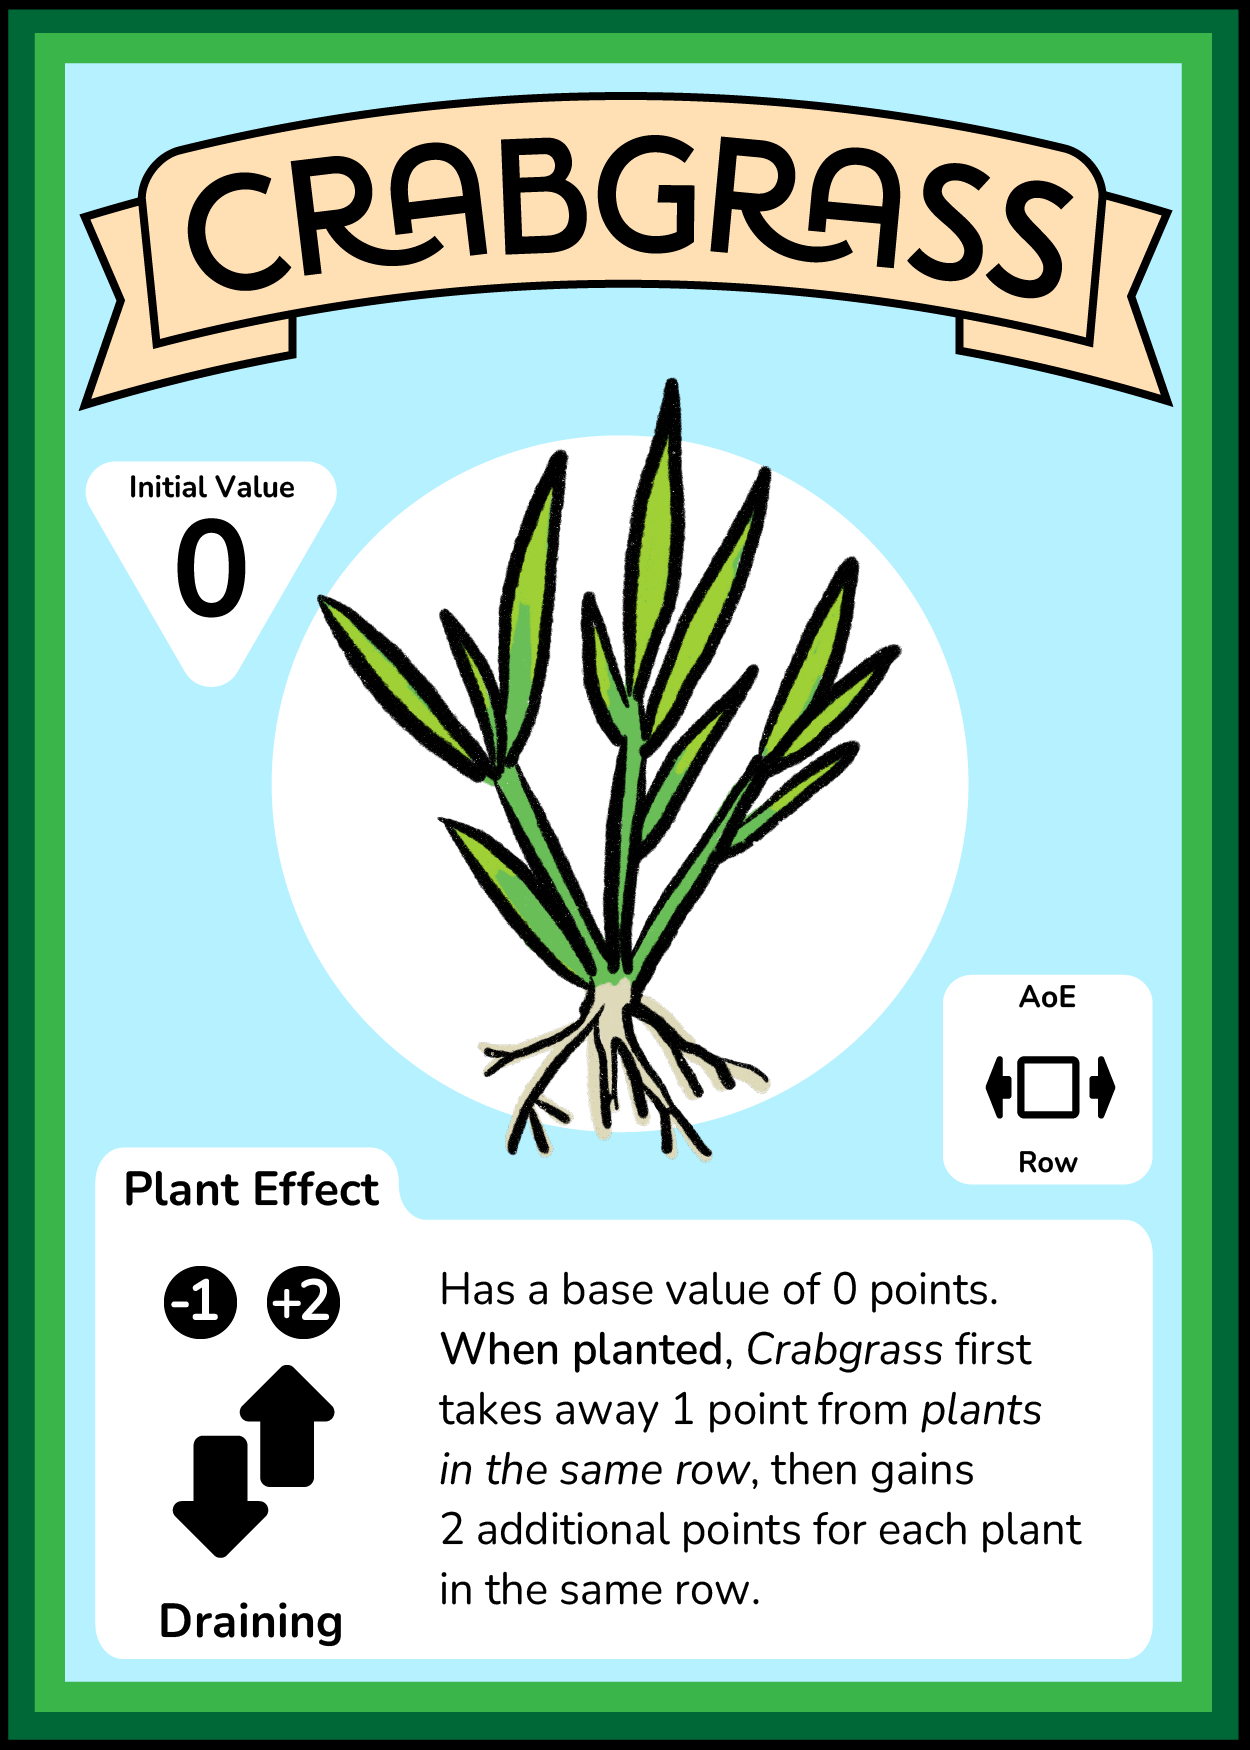 CRABGRASS
Initial Value
0
AoE
Row
Plant Effect
-1 +2
Draining
Has a base value of 0 points.
When planted, Crabgrass first
takes away 1 point from plants
in the same row, then gains
2 additional points for each plant
in the same row.